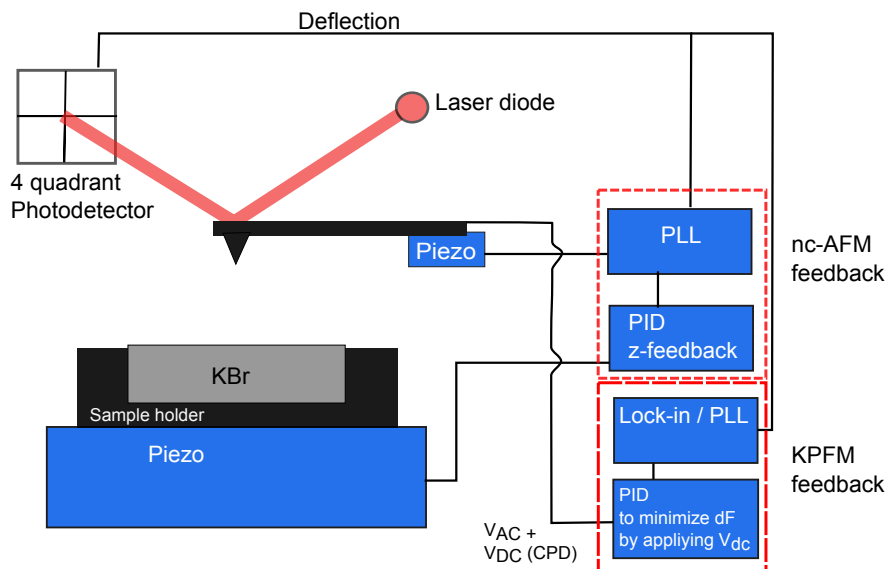 Deflection
Laser diode
4 quadrant
Photodetector
PLL
nc-AFM
feedback
Piezo
PID
z-feedback
KBr
Sample holder
Lock-in / PLL
Piezo
KPFM
feedback
PID
to minimize dF
by appliying Vdc
VAC +
VDC (CPD)